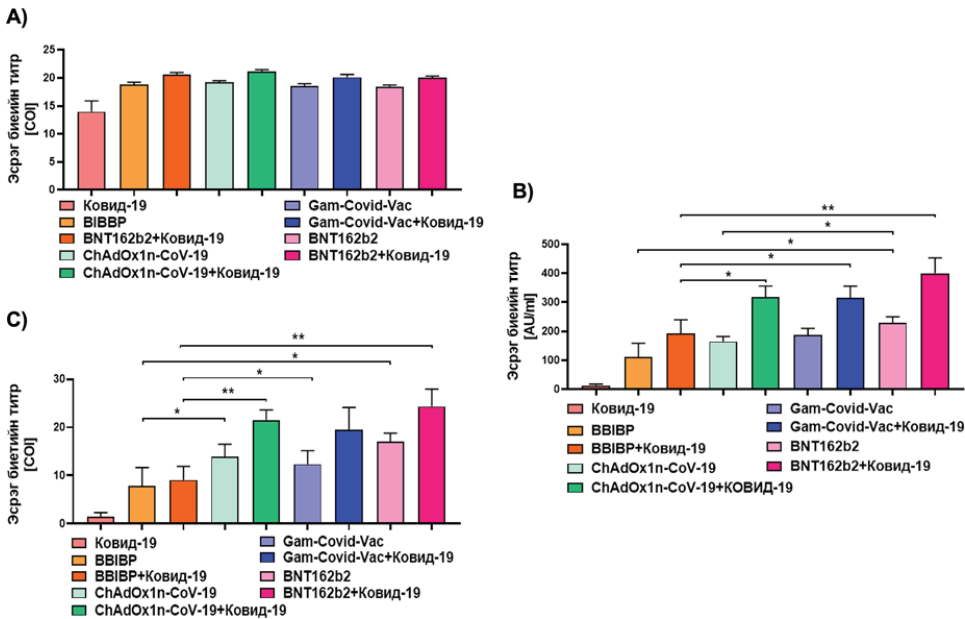 A)
Эсрэг биеийн титр
[COI]
25
20
15
10
5
0
Ковид-19
BIBBP
BNT162b2+Ковид-19
ChAdOx1n-CoV-19
ChAdOx1n-CoV-19+Ковид-19
Gam-Covid-Vac
Gam-Covid-Vac+Ковид-19
BNT162b2
BNT162b2+Ковид-19
B)
Эсрэг биеийн титр
[AU/ml]
500
400
300
200
100
0
**
*
*
*
*
Ковид-19
BBIBP
BBIBP+Ковид-19
ChAdOx1n-CoV-19
ChAdOx1n-CoV-19+КОВИД-19
Gam-Covid-Vac
Gam-Covid-Vac+Ковид-19
BNT162b2
BNT162b2+Ковид-19
C)
Эсрэг биетийн титр
[COI]
30
20
10
0
**
*
*
**
*
Ковид-19
BBIBP
BBIBP+Ковид-19
ChAdOx1n-CoV-19
ChAdOx1n-CoV-19+Ковид-19
Gam-Covid-Vac
Gam-Covid-Vac+Ковид-19
BNT162b2
BNT162b2+Ковид-19